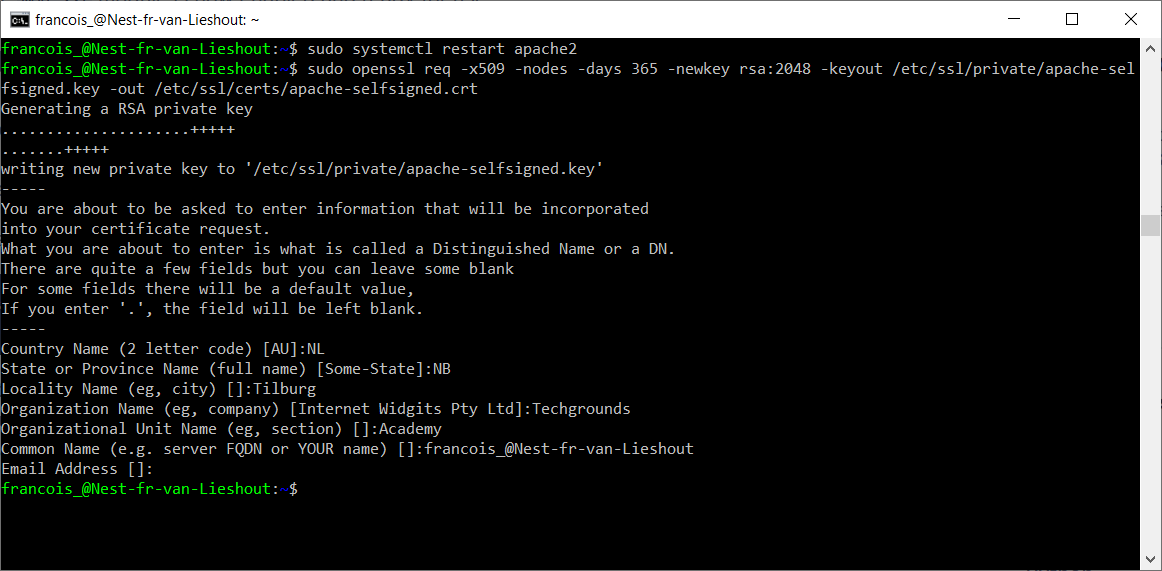 francois_@Nest-fr-van-Lieshout: ~
francois_@Nest-fr-van-Lieshout:~$ sudo systemctl restart apache2
francois_@Nest-fr-van-Lieshout:~$ sudo openssl req -x509 -nodes -days 365 -newkey rsa:2048 -keyout /etc/ssl/private/apache-sel
fsigned.key -out /etc/ssl/certs/apache-selfsigned.crt
Generating a RSA private key
.....................+++++
.......+++++
writing new private key to '/etc/ssl/private/apache-selfsigned.key'
-----
You are about to be asked to enter information that will be incorporated
into your certificate request.
What you are about to enter is what is called a Distinguished Name or a DN.
There are quite a few fields but you can leave some blank
For some fields there will be a default value,
If you enter '.', the field will be left blank.
-----
Country Name (2 letter code) [AU]:NL
State or Province Name (full name) [Some-State]:NB
Locality Name (eg, city) []:Tilburg
Organization Name (eg, company) [Internet Widgits Pty Ltd]:Techgrounds
Organizational Unit Name (eg, section) []:Academy
Common Name (e.g. server FQDN or YOUR name) []:francois_@Nest-fr-van-Lieshout
Email Address []:
francois_@Nest-fr-van-Lieshout:~$